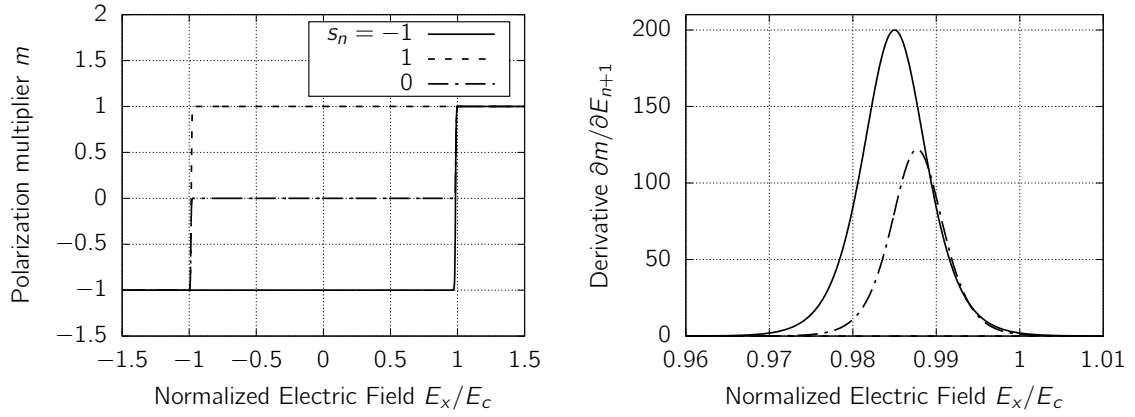 2
1.5
1
0.5
0
−0.5
−1
−1.5
Polarization multiplier m
s_n = −1
1
0
−1.5 −1 −0.5 0 0.5 1 1.5
Normalized Electric Field E_x/E_c
200
150
100
50
0
Derivative ∂m/∂E_{n+1}
0.96 0.97 0.98 0.99 1 1.01
Normalized Electric Field E_x/E_c